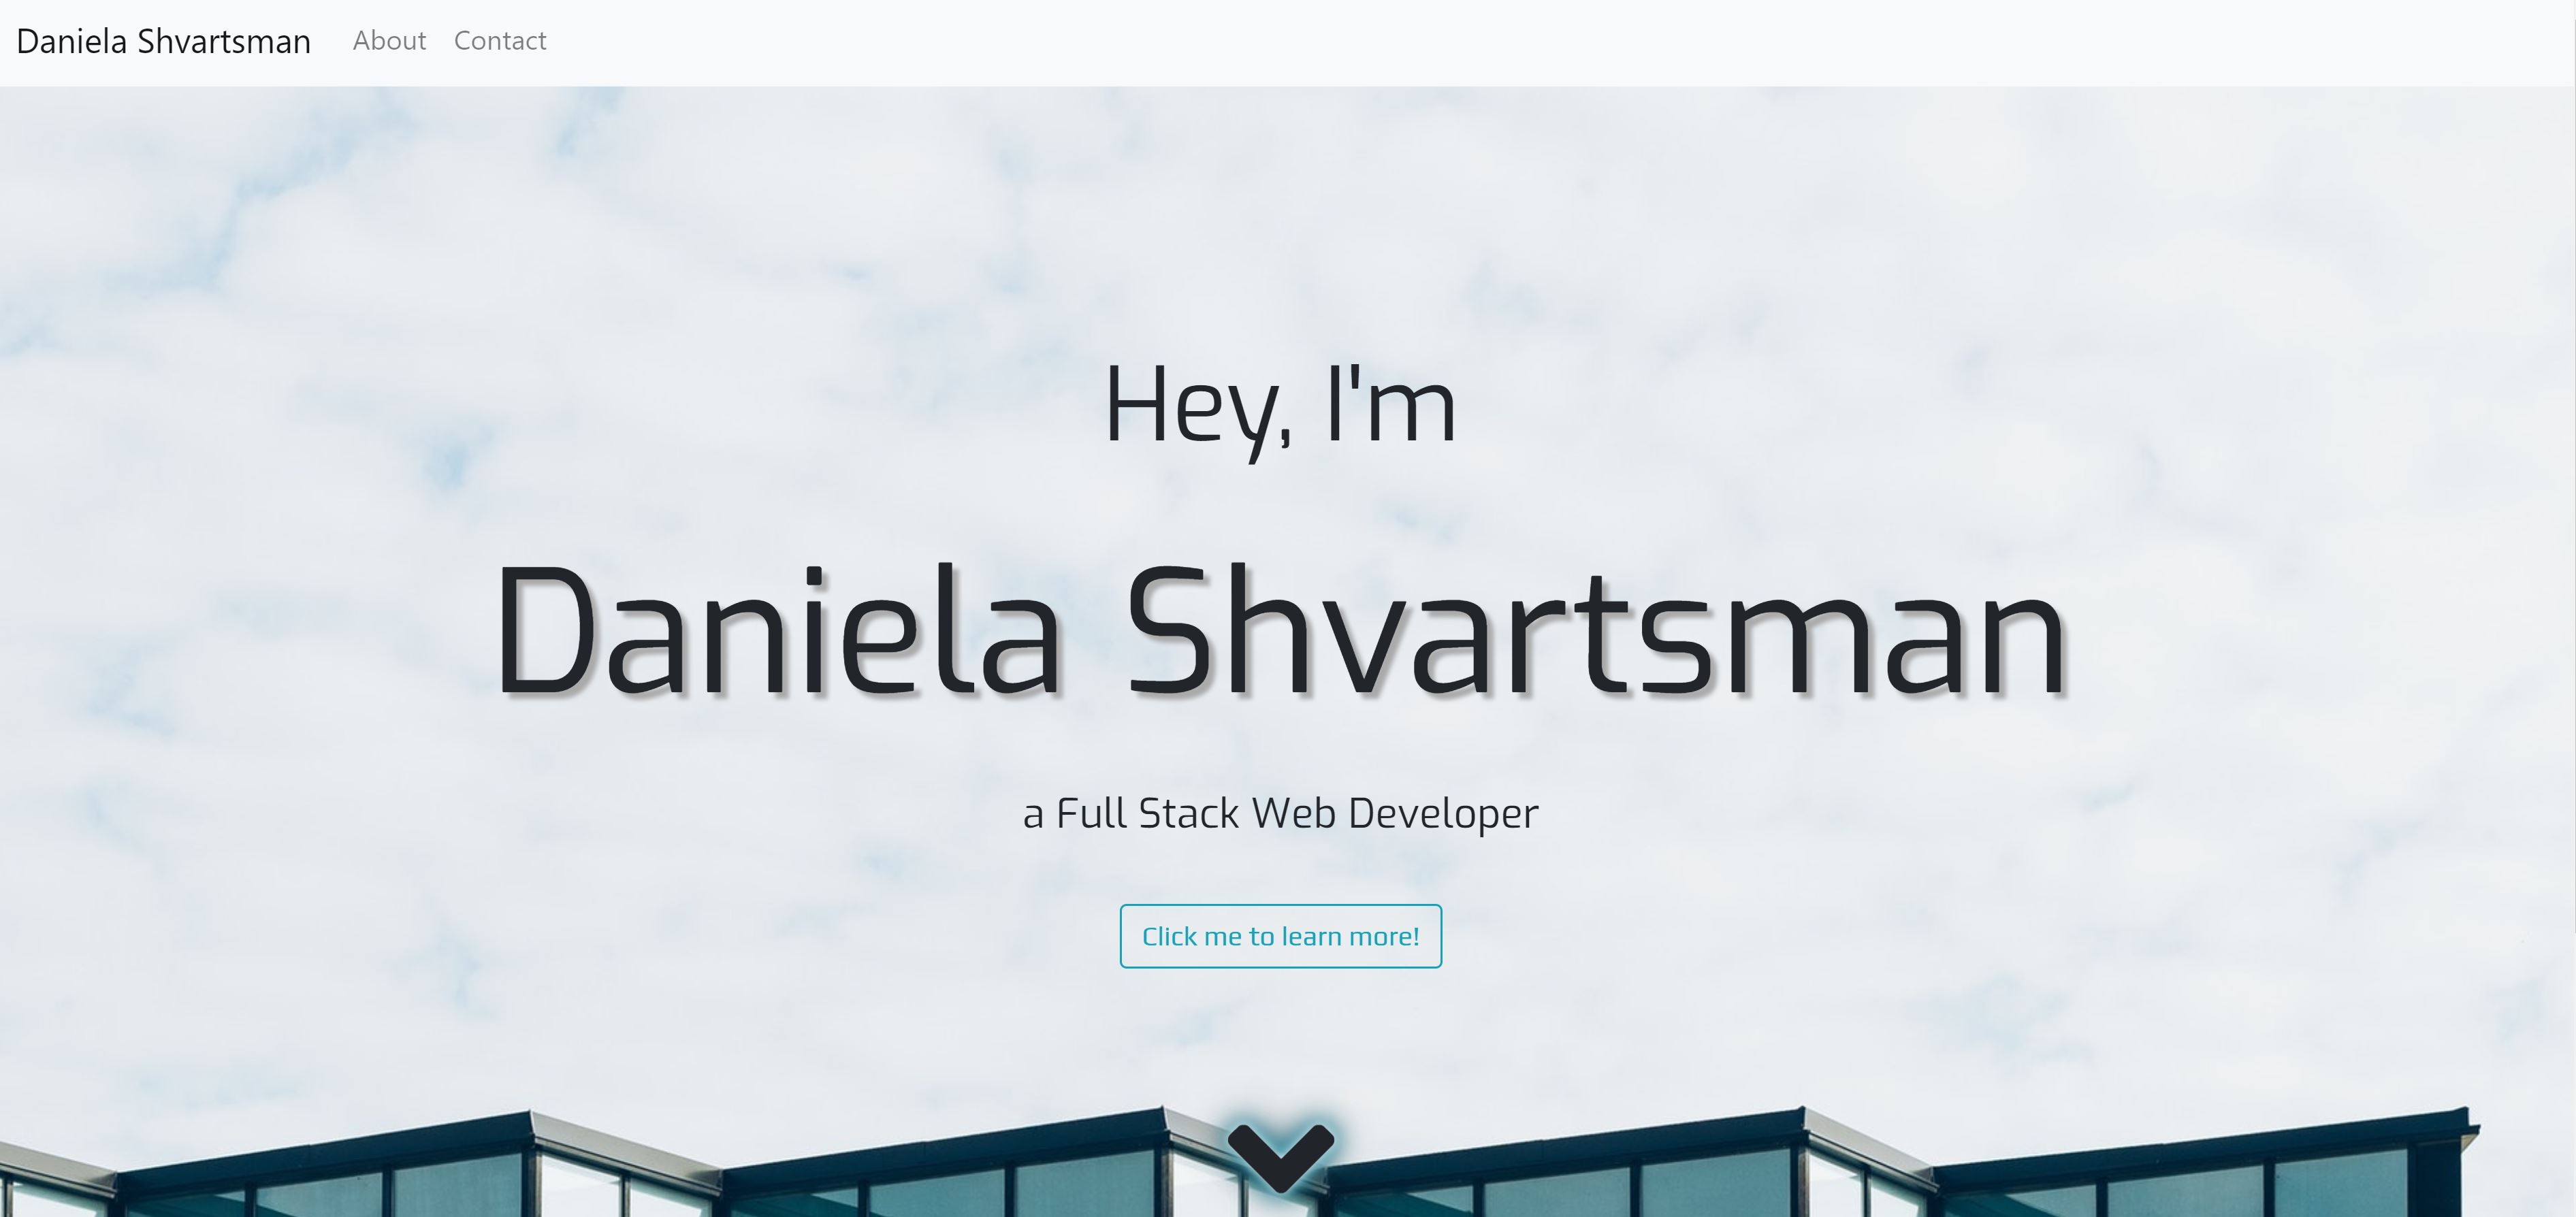 Daniela Shvartsman About Contact
Hey, I'm
Daniela Shvartsman
a Full Stack Web Developer
Click me to learn more!